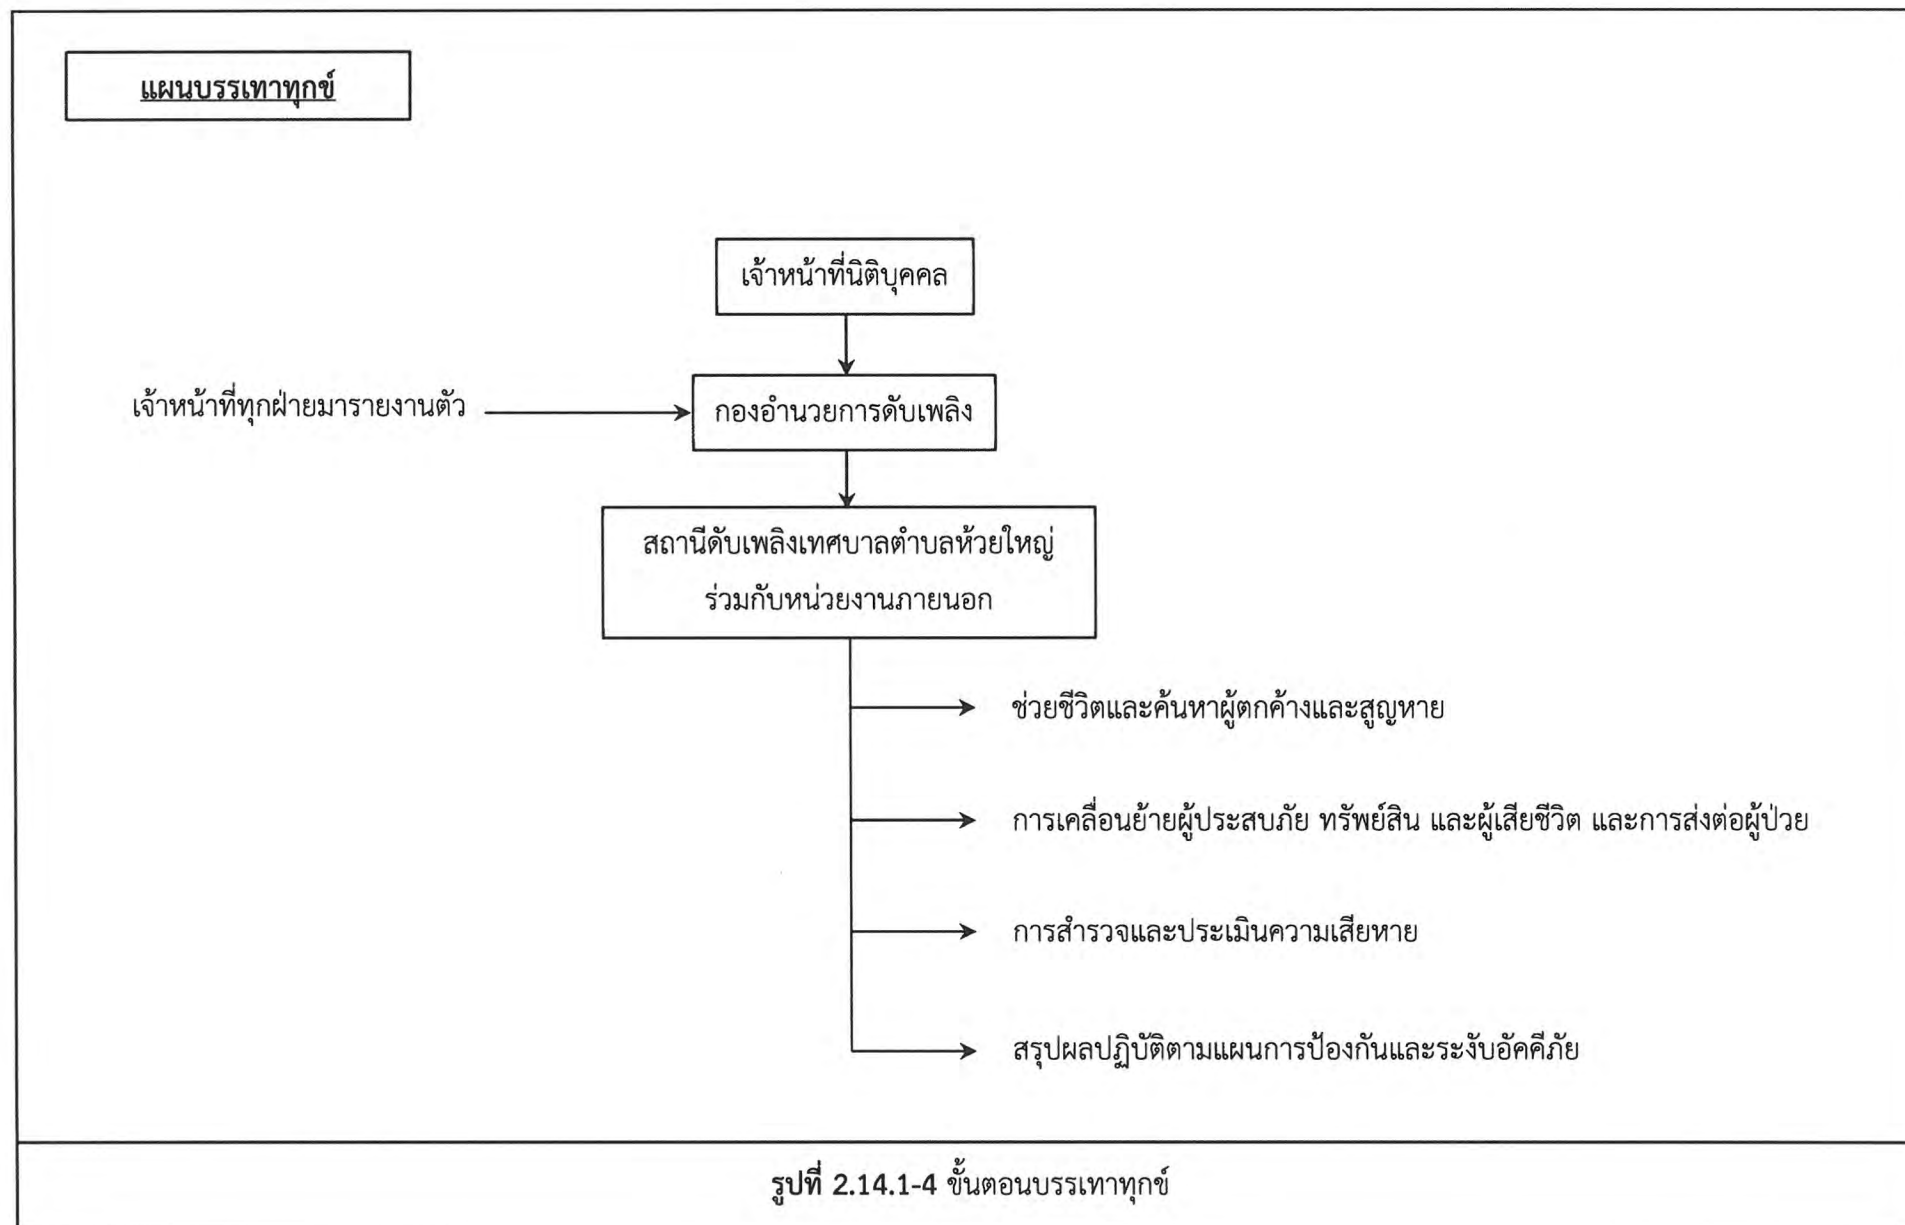 แผนบรรเทาทุกข์
เจ้าหน้าที่นิติบุคคล
เจ้าหน้าที่ทุกฝ่ายมารายงานตัว
กองอำนวยการดับเพลิง
สถานีดับเพลิงเทศบาลตำบลห้วยใหญ่
ร่วมกับหน่วยงานภายนอก
ช่วยชีวิตและค้นหาผู้ตกค้างและสูญหาย
การเคลื่อนย้ายผู้ประสบภัย ทรัพย์สิน และผู้เสียชีวิต และการส่งต่อผู้ป่วย
การสำรวจและประเมินความเสียหาย
สรุปผลปฏิบัติตามแผนการป้องกันและระงับอัคคีภัย
รูปที่ 2.14.1-4 ขั้นตอนบรรเทาทุกข์